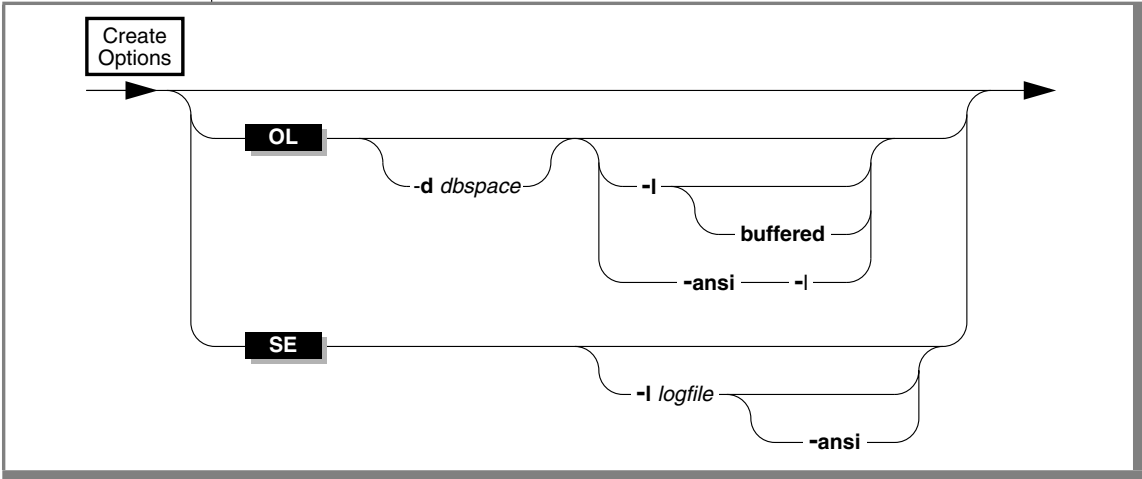 Create
Options
OL
-d dbspace
-l
buffered
-ansi -l
SE
-l logfile
-ansi